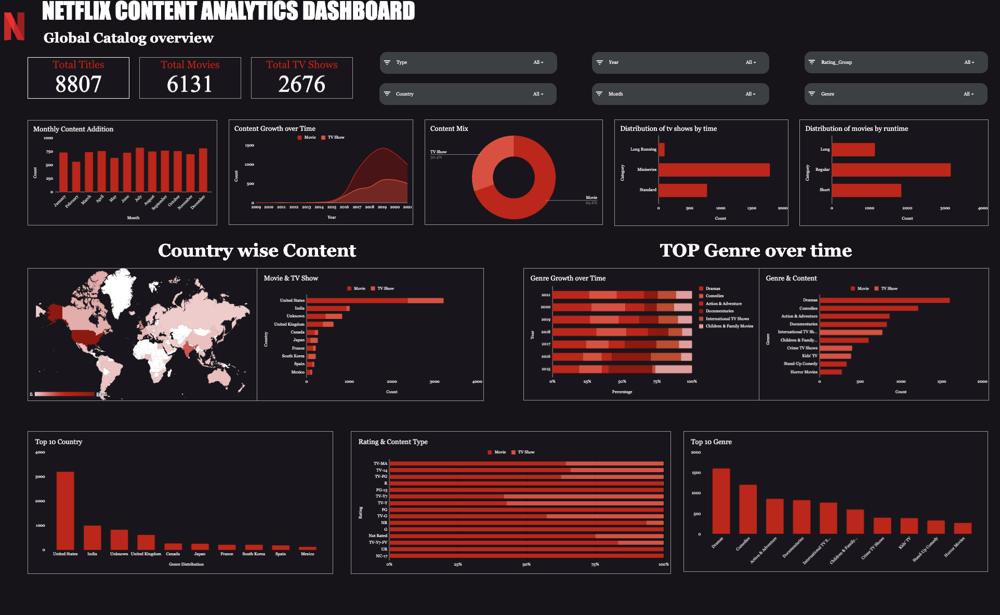 NETFLIX CONTENT ANALYTICS DASHBOARD
Global Catalog overview
Total Titles
8807
Total Movies
6131
Total TV Shows
2676
Type
All
Year
All
Rating_Group
All
Country
All
Month
All
Genre
All
Monthly Content Addition
1000
750
500
250
0
Count
January
February
March
April
May
June
July
August
September
October
November
December
Month
Content Growth over Time
Movie
TV Show
1500
1000
500
0
Count
2009 2010 2011 2012 2013 2014 2015 2016 2017 2018 2019 2020 2021
Year
Content Mix
TV Show
30.4%
Movie
69.6%
Distribution of tv shows by time
Category
Long Running
Miniseries
Standard
0 500 1000 1500 2000
Count
Distribution of movies by runtime
Category
Long
Regular
Short
0 1000 2000 3000 4000
Count
Country wise Content
TOP Genre over time
1
Movie & TV Show
Movie
TV Show
Country
United States
India
Unknown
United Kingdom
Canada
Japan
France
South Korea
Spain
Mexico
0 1000 2000 3000 4000
Count
Genre Growth over Time
Year
2021
2020
2019
2018
2017
2016
2015
0% 25% 50% 75% 100%
Percentage
Dramas
Comedies
Action & Adventure
Documentaries
International TV Shows
Children & Family Movies
Genre & Content
Movie
TV Show
Genre
Dramas
Comedies
Action & Adventure
Documentaries
International TV Sh...
Children & Family...
Crime TV Shows
Kids' TV
Stand-Up Comedy
Horror Movies
0 500 1000 1500 2000
Count
Top 10 Country
4000
3000
2000
1000
0
United States India Unknown United Kingdom Canada Japan France South Korea Spain Mexico
Genre Distribution
Rating & Content Type
Movie
TV Show
Rating
TV-MA
TV-14
TV-PG
R
PG-13
TV-Y7
TV-Y
PG
TV-G
NR
G
Not Rated
TV-Y7-FV
UR
NC-17
0% 25% 50% 75% 100%
Top 10 Genre
2000
1500
1000
500
0
Dramas
Comedies
Action & Adventure
Documentaries
International TV S...
Children & Family...
Crime TV Shows
Kids' TV
Stand-Up Comedy
Horror Movies